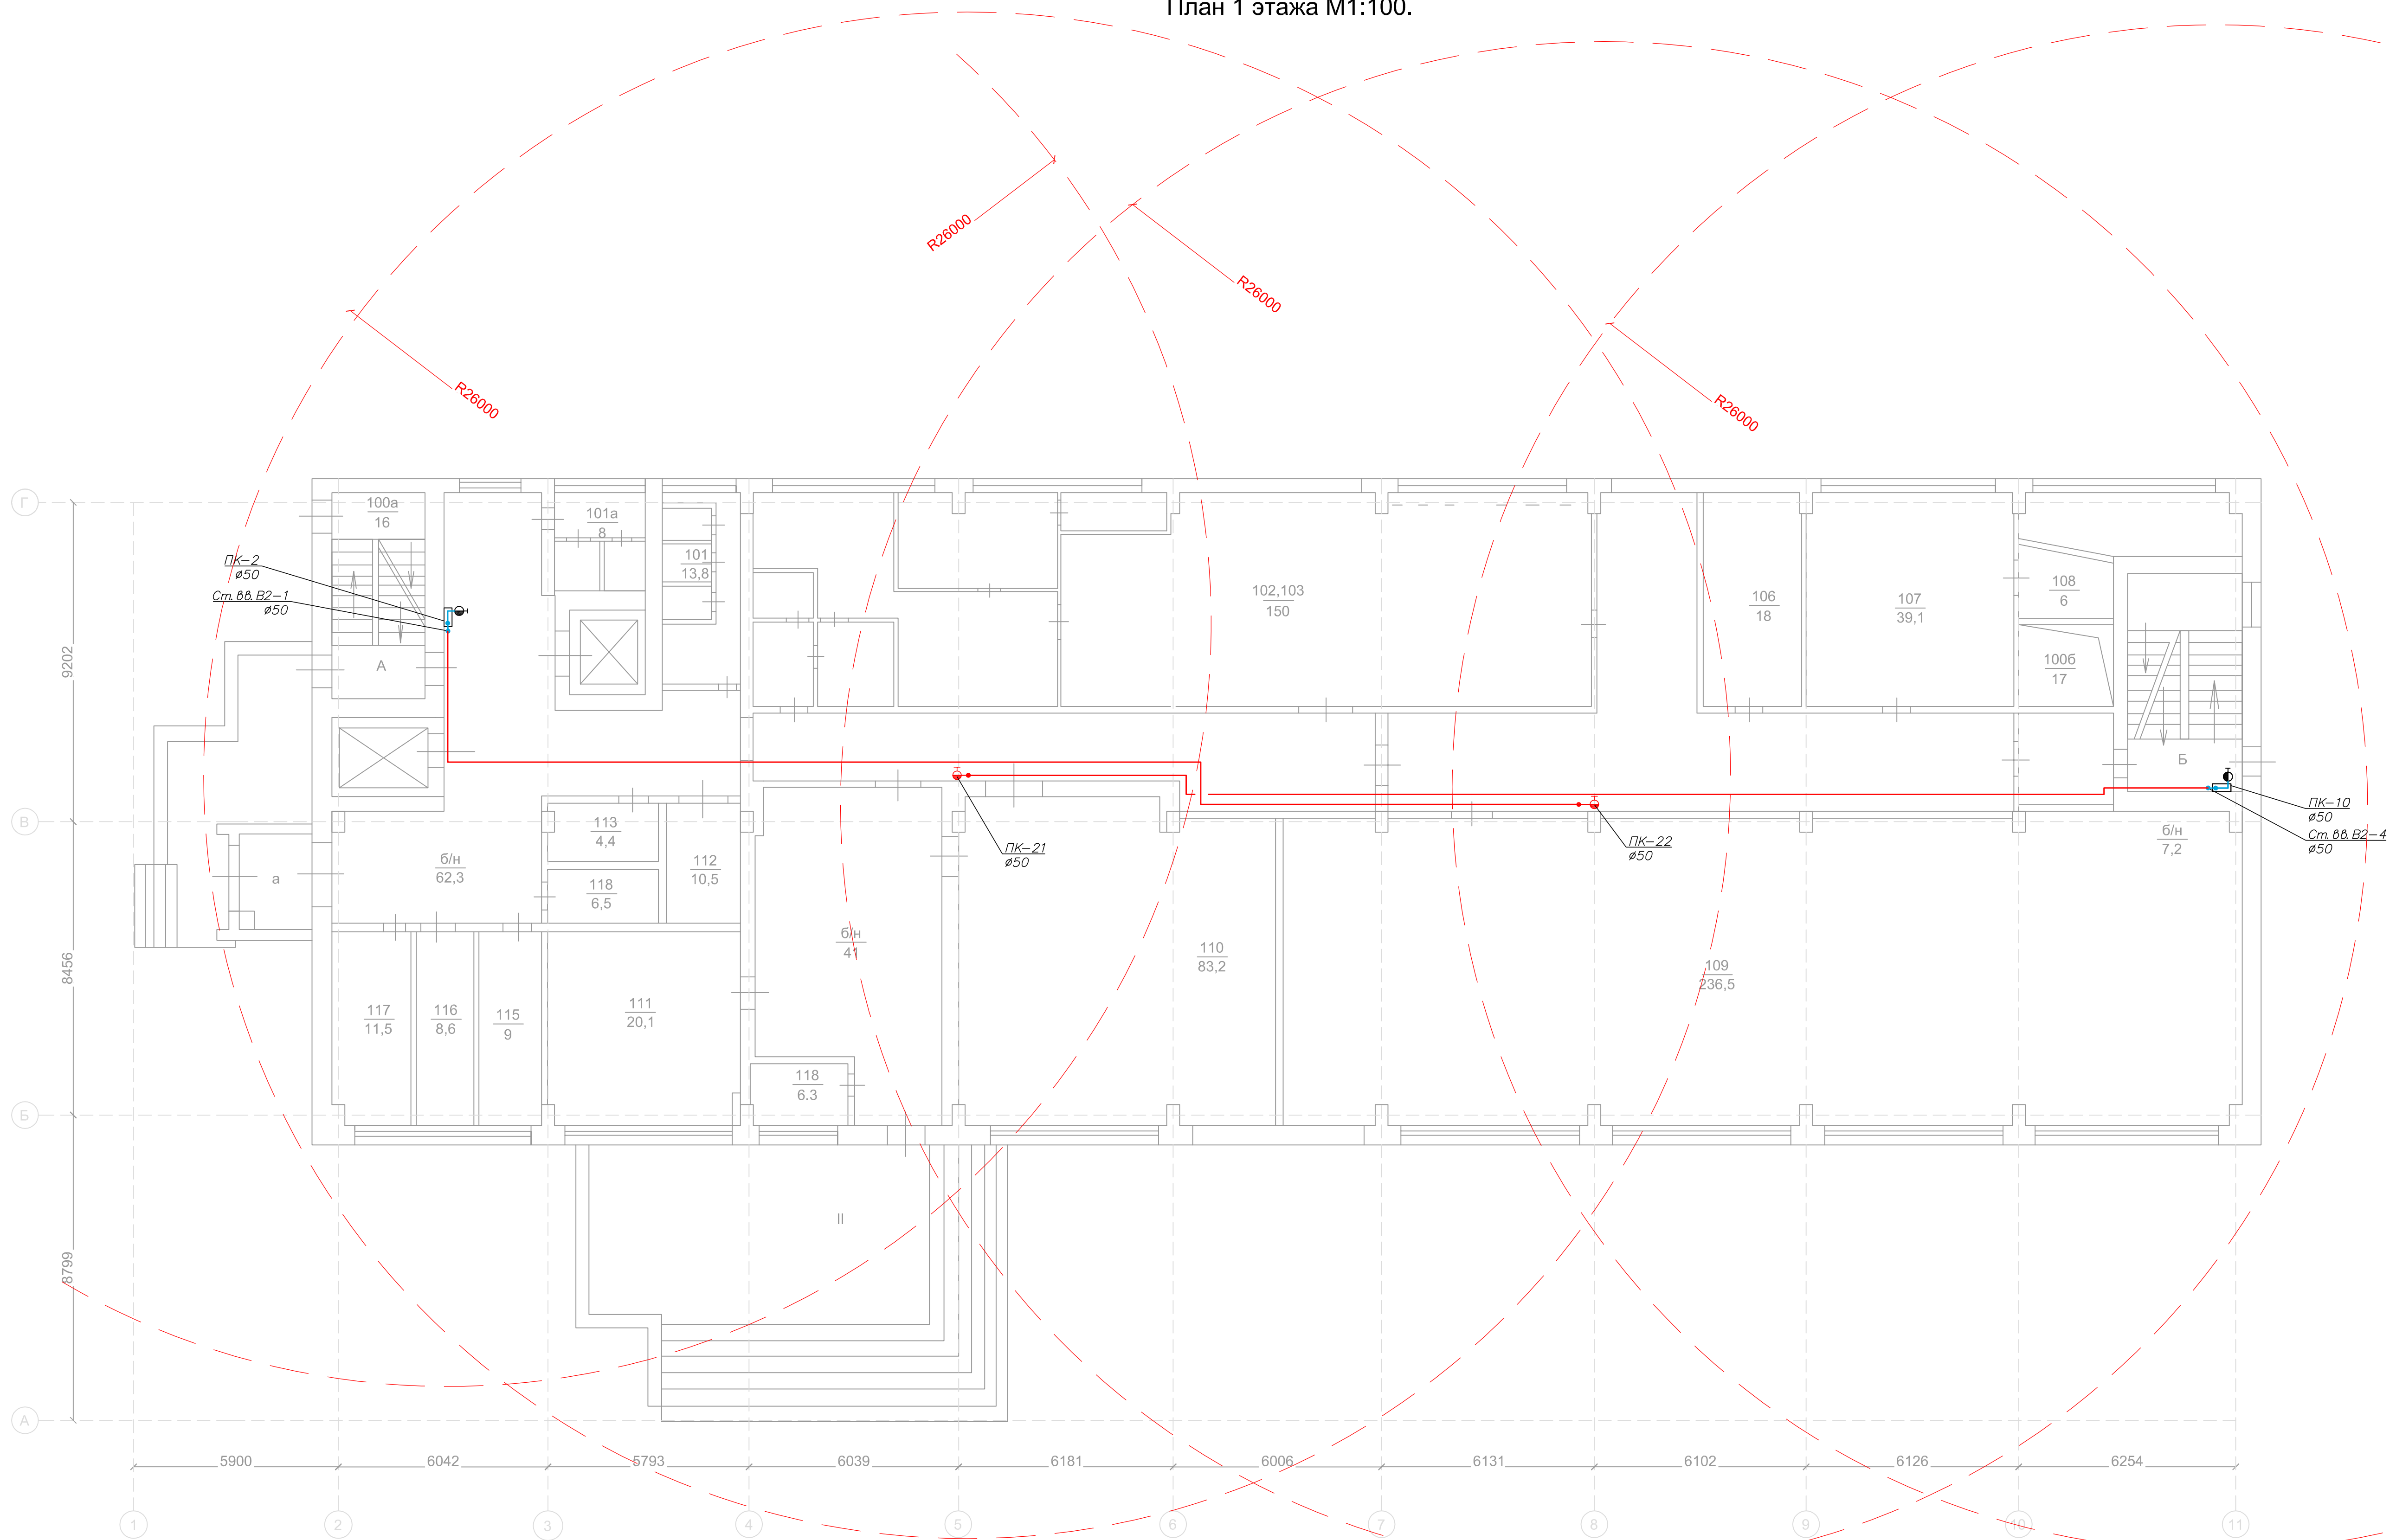 План 1 этажа М1:100.
R26000
R26000
R26000
R26000
Г
В
Б
А
9202
8456
8799
100а
16
101а
8
101
13,8
102,103
150
106
18
107
39,1
108
6
100б
17
ПК-2
ø50
Ст. вв. В2-1
ø50
А
Б
ПК-10
ø50
Ст. вв. В2-4
ø50
ПК-21
ø50
ПК-22
ø50
а
б/н
62,3
113
4,4
118
6,5
112
10,5
б/н
41
110
83,2
109
236,5
б/н
7,2
117
11,5
116
8,6
115
9
111
20,1
118
6.3
II
5900
6042
5793
6039
6181
6006
6131
6102
6126
6254
1
2
3
4
5
6
7
8
9
10
11